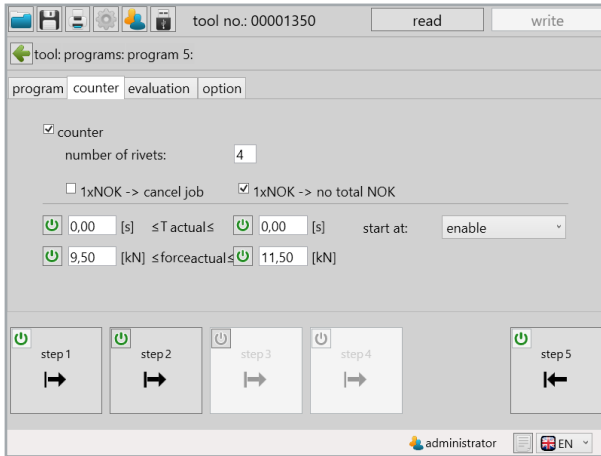 tool no.: 00001350 read write
tool: programs: program 5:
program counter evaluation option
counter
number of rivets: 4
1xNOK -> cancel job 1xNOK -> no total NOK
0,00 [s] ≤T actual≤ 0,00 [s] start at: enable
9,50 [kN] ≤forceactual≤ 11,50 [kN]
step 1 step 2 step 3 step 4 step 5
administrator EN